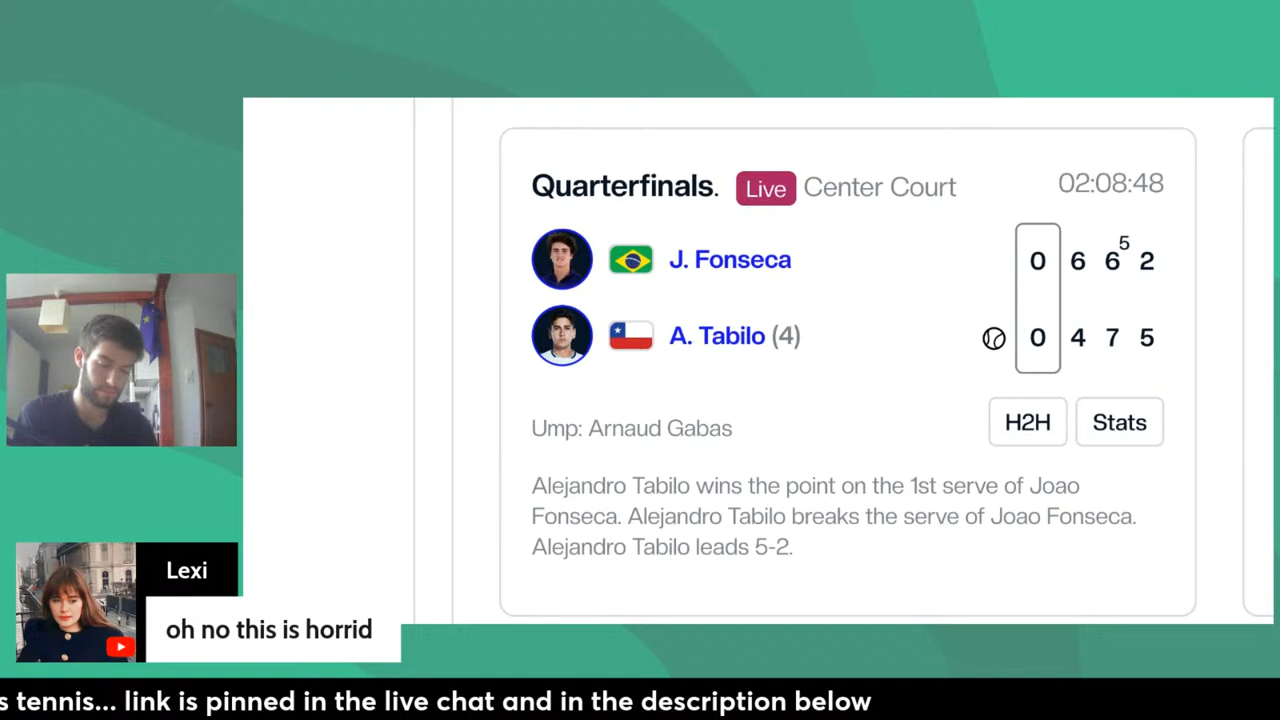 Quarterfinals. Live Center Court 02:08:48
J. Fonseca 0 6 6 5 2
A. Tabilo (4) 0 4 7 5
Ump: Arnaud Gabas H2H Stats
Alejandro Tabilo wins the point on the 1st serve of Joao
Fonseca. Alejandro Tabilo breaks the serve of Joao Fonseca.
Alejandro Tabilo leads 5-2.
Lexi
oh no this is horrid
s tennis... link is pinned in the live chat and in the description below